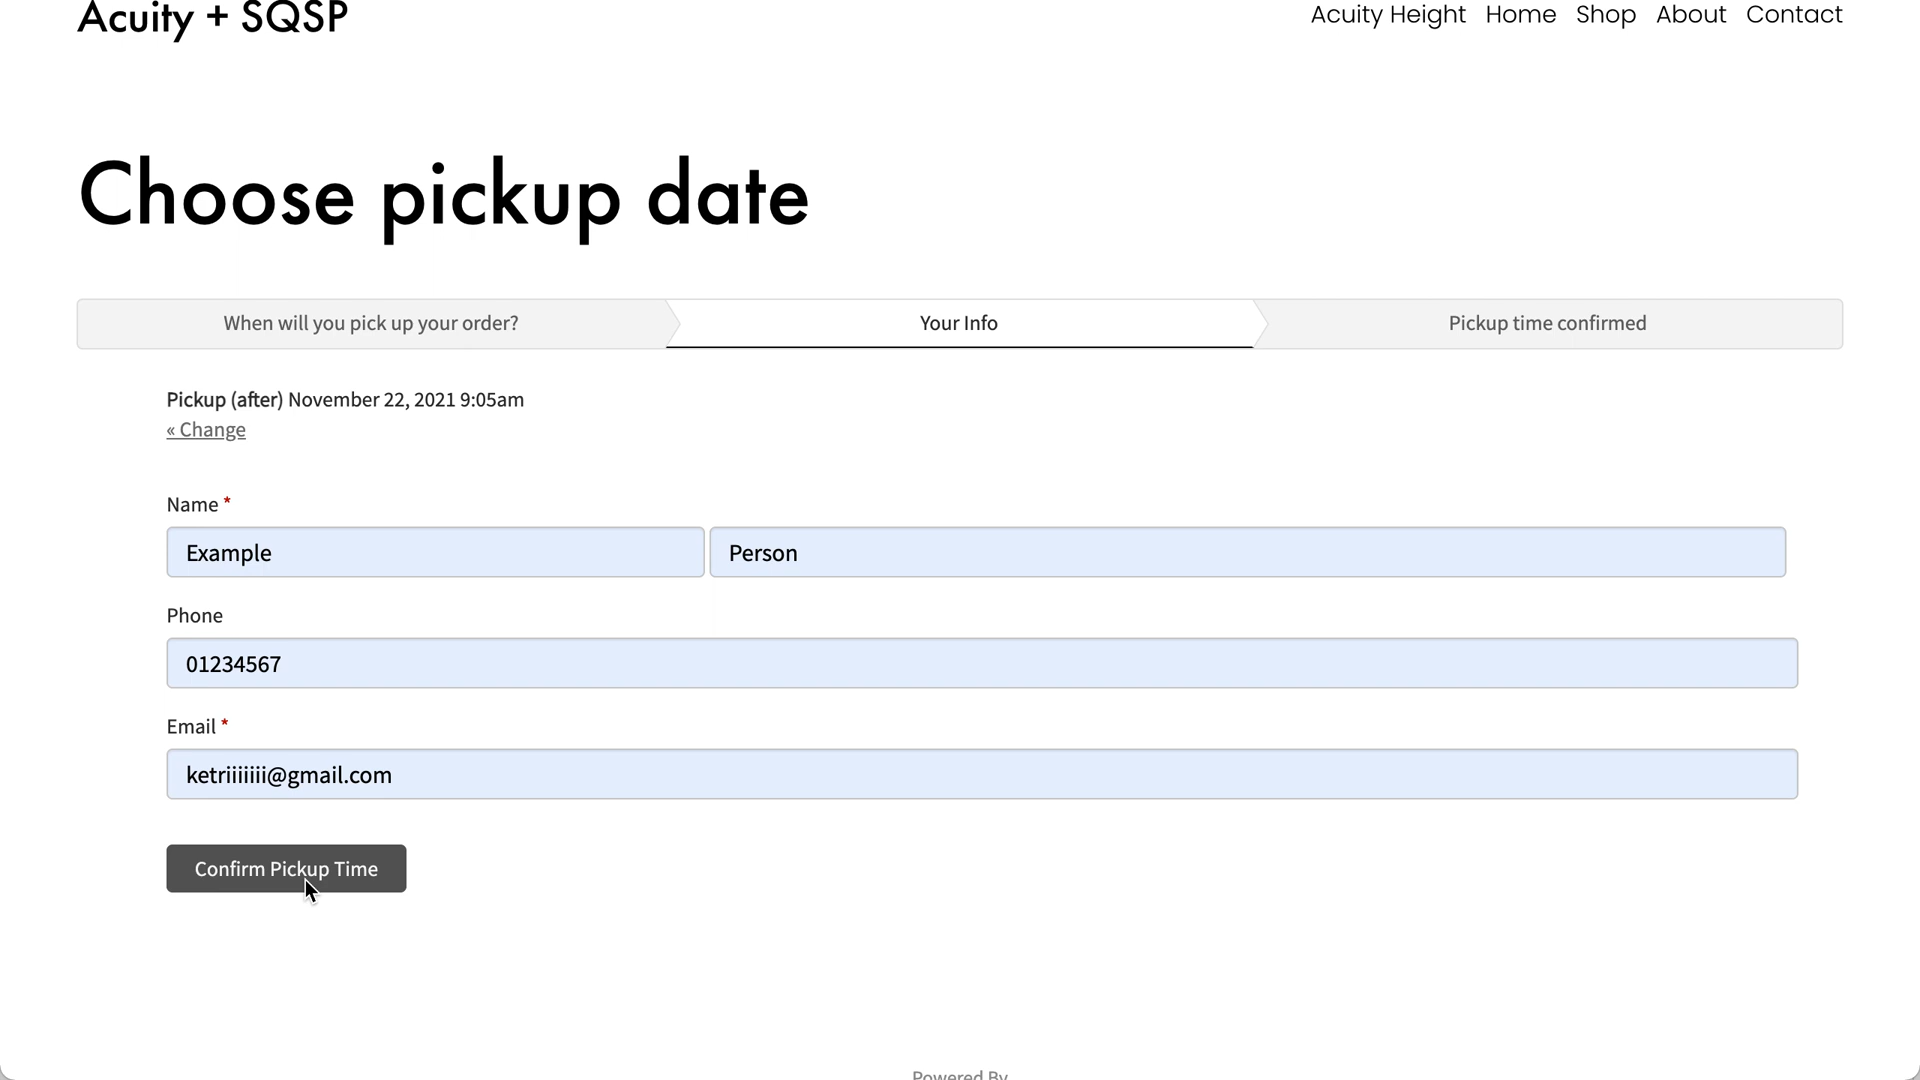 Acuity + SQSP
Acuity Height Home Shop About Contact
Choose pickup date
When will you pick up your order?
Your Info
Pickup time confirmed
Pickup (after) November 22, 2021 9:05am
« Change
Name *
Example
Person
Phone
01234567
Email *
ketriiiiiii@gmail.com
Confirm Pickup Time
Powered By